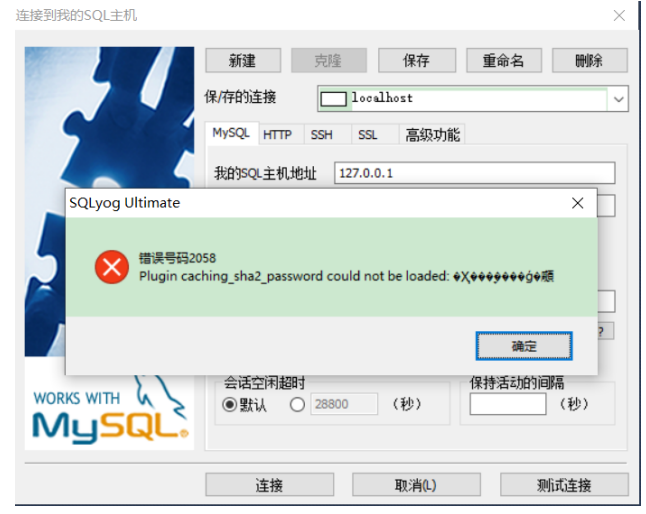 连接到我的SQL主机
新建 克隆 保存 重命名 删除
保/存的连接 localhost
MySQL HTTP SSH SSL 高级功能
我的SQL主机地址 127.0.0.1
SQLyog Ultimate
错误号码2058
Plugin caching_sha2_password could not be loaded:
?
确定
会话空闲超时 保持活动的间隔
默认 28800 (秒) (秒)
WORKS WITH
MySQL®
连接 取消(L) 测试连接